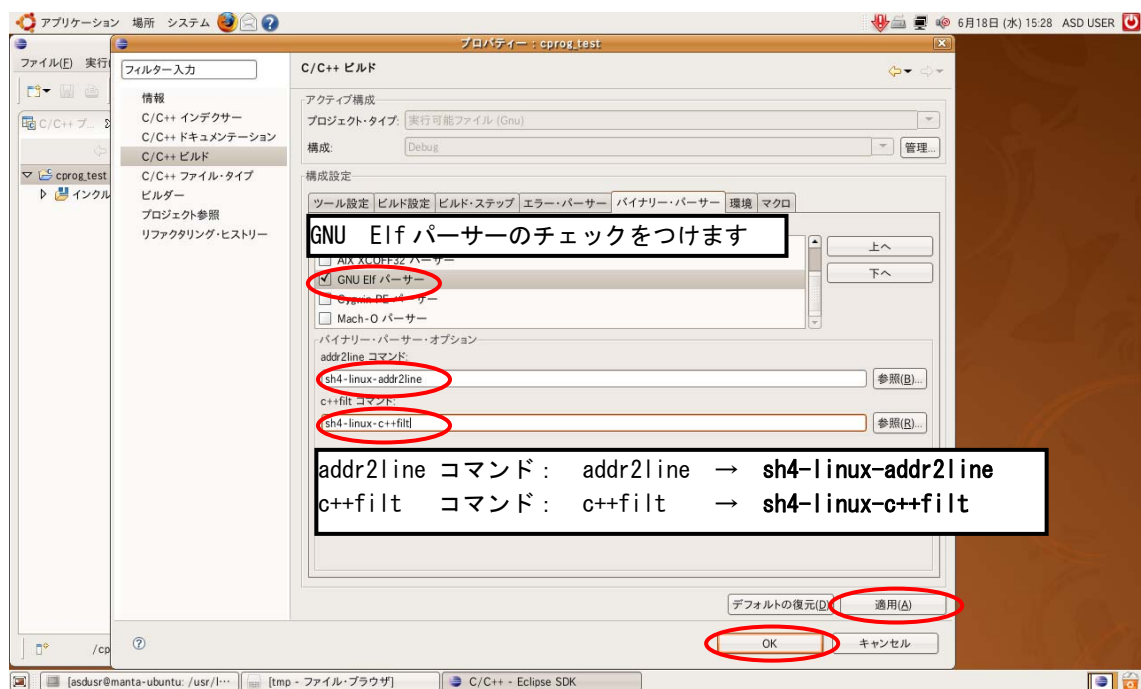 アプリケーション 場所 システム
6月18日 (水) 15:28 ASD USER
プロパティー : cprog_test
ファイル(F) 実行
フィルター入力
C/C++ ビルド
情報
C/C++ インデクサー
C/C++ ドキュメンテーション
C/C++ ビルド
C/C++ ファイル・タイプ
ビルダー
プロジェクト参照
リファクタリング・ヒストリー
C/C++ プ...
cprog_test
インクル
アクティブ構成
プロジェクト・タイプ: 実行可能ファイル (Gnu)
構成: Debug 管理...
構成設定
ツール設定 ビルド設定 ビルド・ステップ エラー・パーサー バイナリー・パーサー 環境 マクロ
GNU Elfパーサーのチェックをつけます
AIX XCOFF32 パーサー
GNU Elf パーサー
Cygwin PE パーサー
Mach-O パーサー
上へ
下へ
バイナリー・パーサー・オプション
addr2line コマンド:
sh4-linux-addr2line 参照(B)...
c++filt コマンド:
sh4-linux-c++filt 参照(R)...
addr2line コマンド: addr2line → sh4-linux-addr2line
c++filt コマンド: c++filt → sh4-linux-c++filt
デフォルトの復元(D) 適用(A)
OK キャンセル
/cp
[asdusr@manta-ubuntu: /usr/l… [tmp - ファイル・ブラウザ] C/C++ - Eclipse SDK